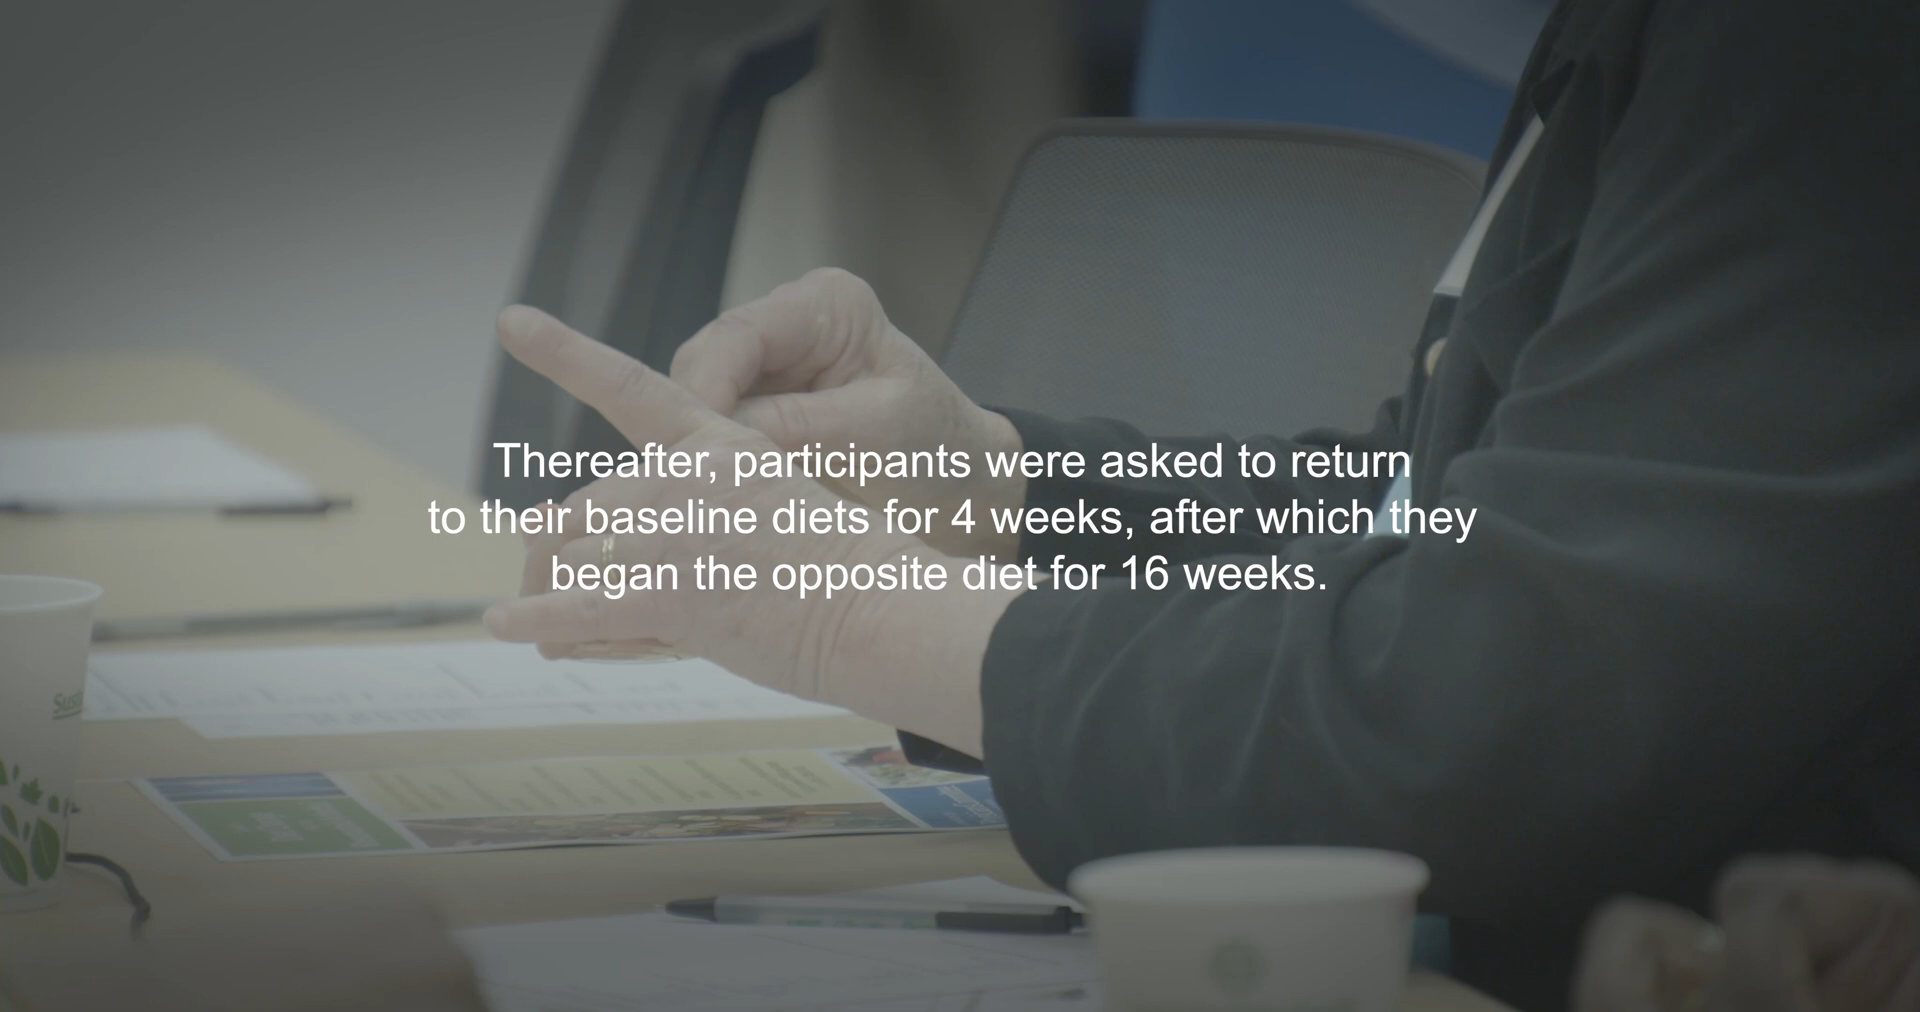 Thereafter, participants were asked to return
to their baseline diets for 4 weeks, after which they
began the opposite diet for 16 weeks.